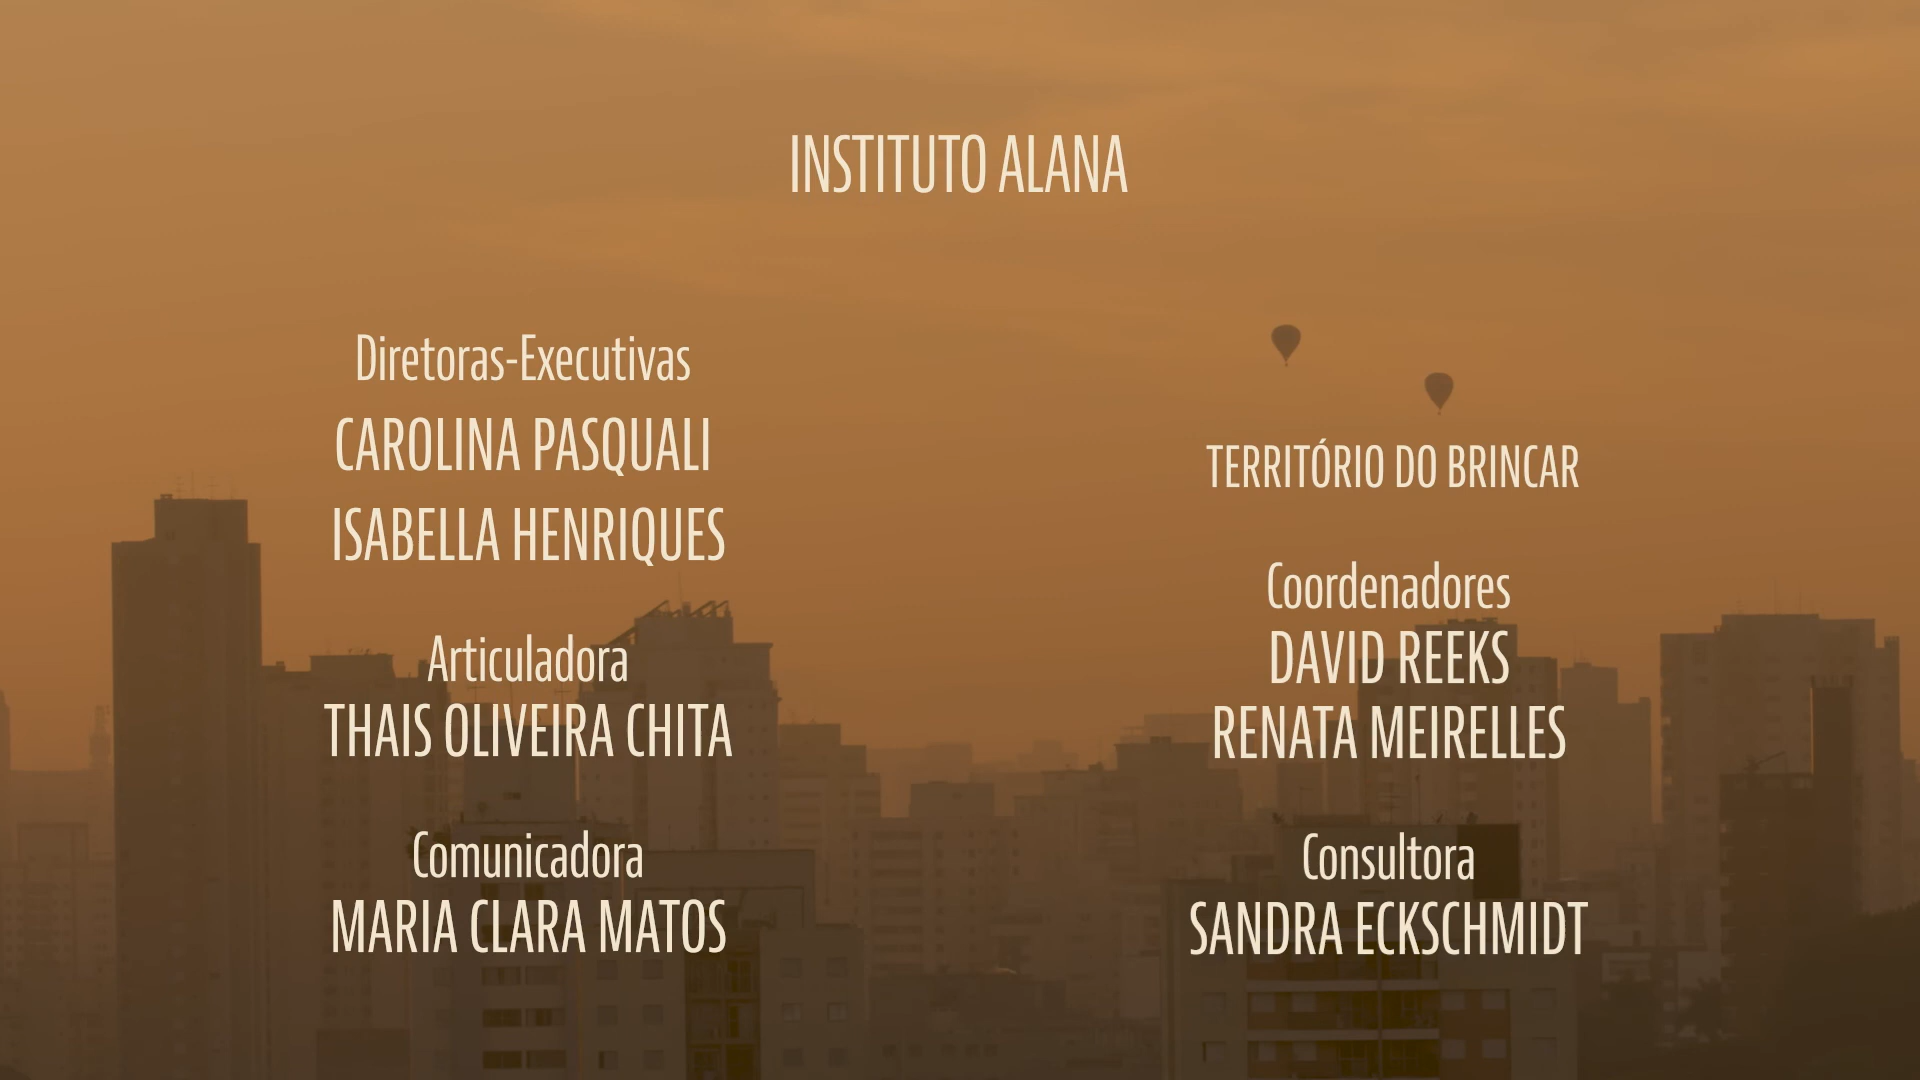 INSTITUTO ALANA
Diretoras-Executivas
CAROLINA PASQUALI
ISABELLA HENRIQUES
Articuladora
THAIS OLIVEIRA CHITA
Comunicadora
MARIA CLARA MATOS
TERRITÓRIO DO BRINCAR
Coordenadores
DAVID REEKS
RENATA MEIRELLES
Consultora
SANDRA ECKSCHMIDT